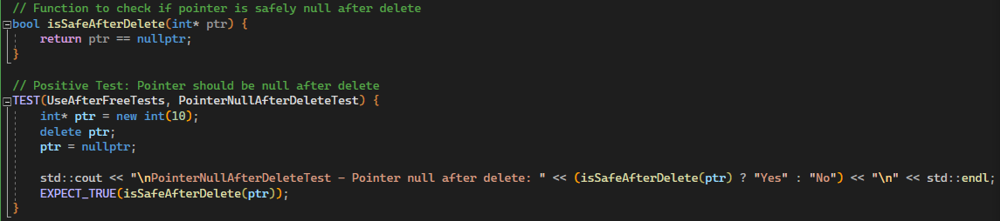 // Function to check if pointer is safely null after delete
bool isSafeAfterDelete(int* ptr) {
    return ptr == nullptr;
}

// Positive Test: Pointer should be null after delete
TEST(UseAfterFreeTests, PointerNullAfterDeleteTest) {
    int* ptr = new int(10);
    delete ptr;
    ptr = nullptr;

    std::cout << "\nPointerNullAfterDeleteTest - Pointer null after delete: " << (isSafeAfterDelete(ptr) ? "Yes" : "No") << "\n" << std::endl;
    EXPECT_TRUE(isSafeAfterDelete(ptr));
}